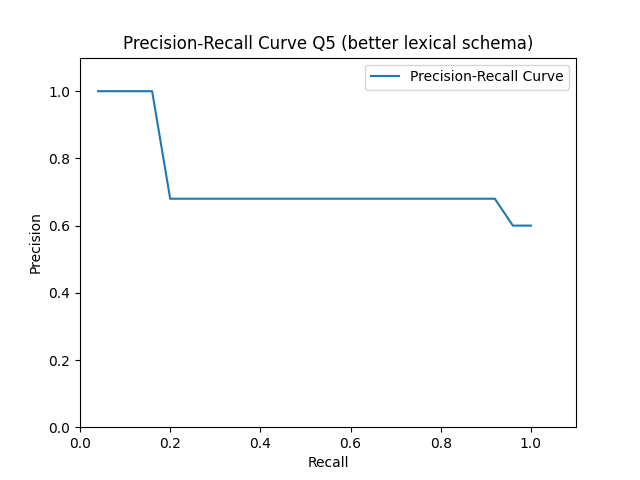 Precision-Recall Curve Q5 (better lexical schema)
Precision-Recall Curve
1.0
0.8
0.6
0.4
0.2
0.0
Precision
0.0 0.2 0.4 0.6 0.8 1.0
Recall